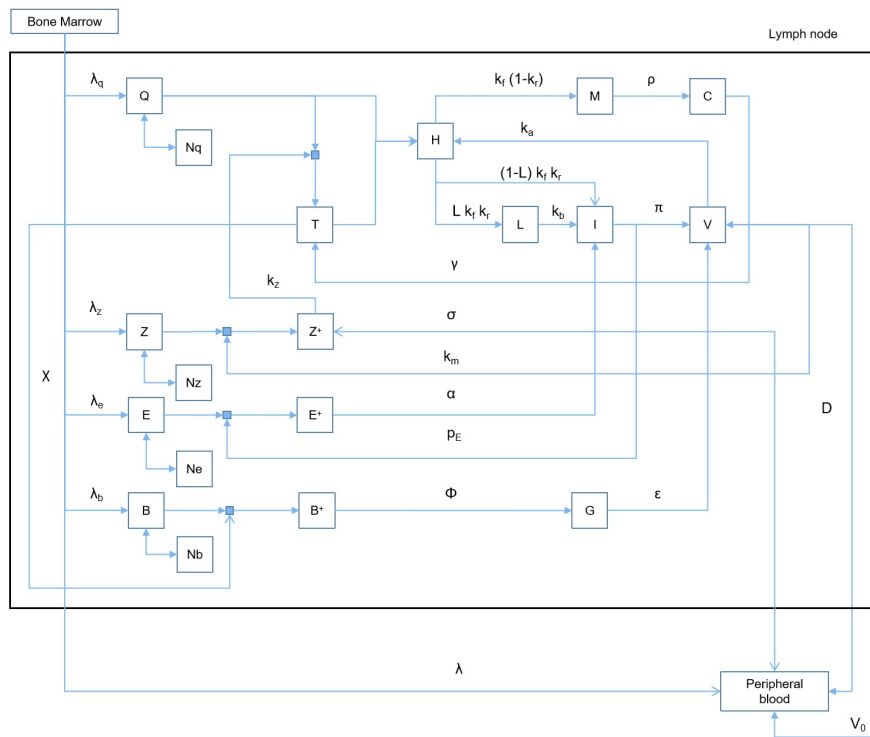 Bone Marrow
Lymph node
λq
Q
kf (1-kr)
M
ρ
C
Nq
H
ka
(1-L) kf kr
T
L kf kr
L
kb
I
π
V
γ
kz
λz
Z
Z+
σ
Nz
km
χ
λe
E
E+
α
D
pE
Ne
λb
B
B+
Φ
G
ε
Nb
λ
Peripheral
blood
V0